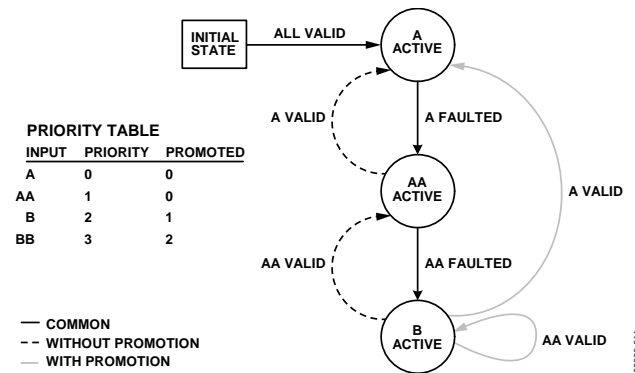 INITIAL
STATE
ALL VALID
A
ACTIVE
A VALID
A FAULTED
PRIORITY TABLE
INPUT PRIORITY PROMOTED
A 0 0
AA 1 0
B 2 1
BB 3 2
AA
ACTIVE
A VALID
AA VALID
AA FAULTED
B
ACTIVE
AA VALID
COMMON
WITHOUT PROMOTION
WITH PROMOTION